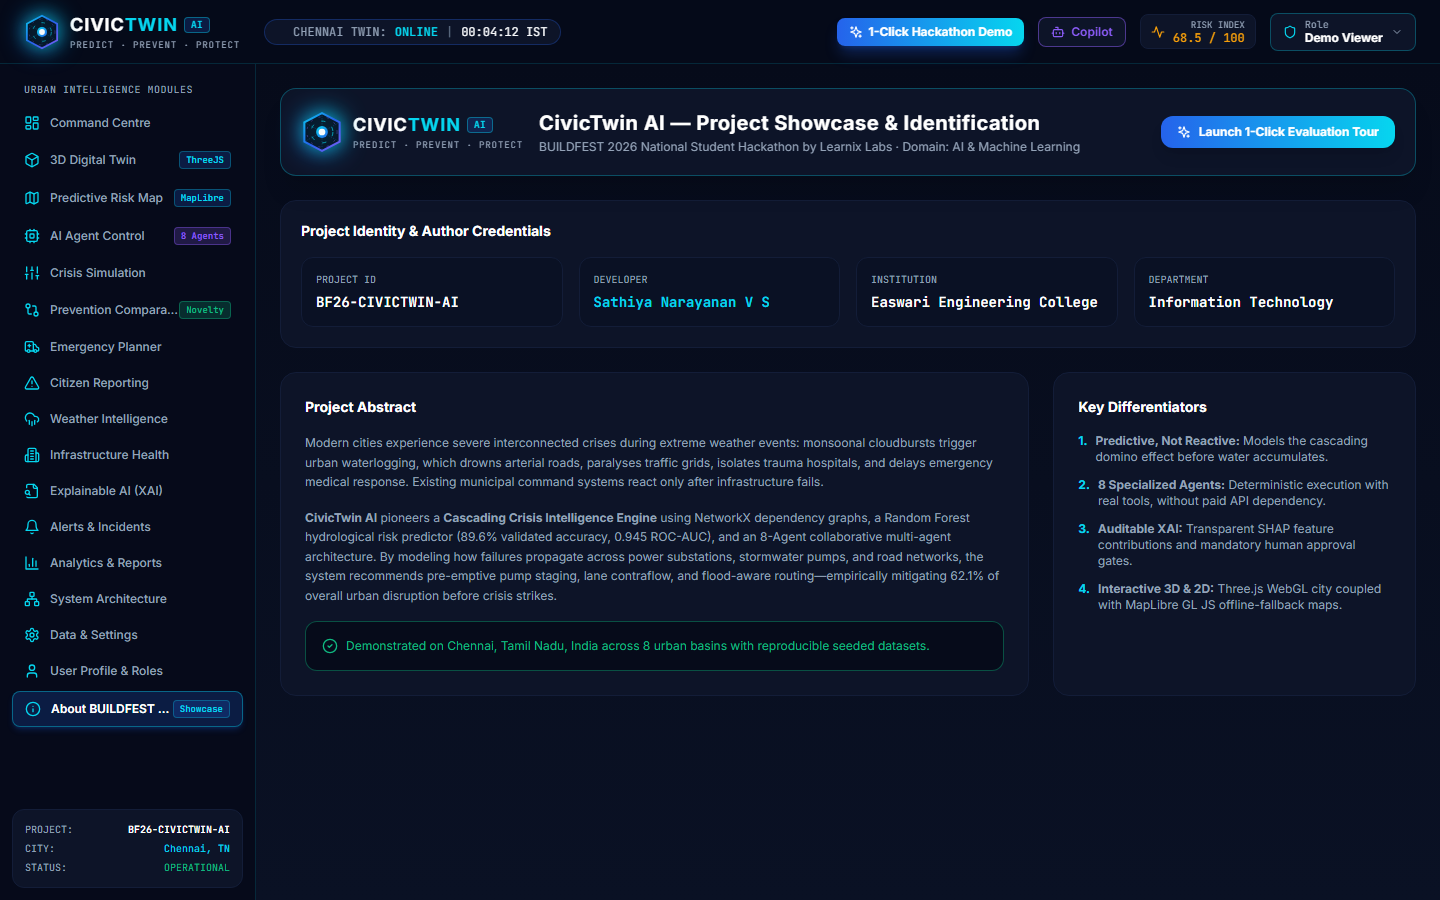 CIVICTWIN AI
PREDICT · PREVENT · PROTECT
CHENNAI TWIN: ONLINE | 00:04:12 IST
1-Click Hackathon Demo
Copilot
RISK INDEX
68.5 / 100
Role
Demo Viewer
URBAN INTELLIGENCE MODULES
Command Centre
3D Digital Twin ThreeJS
Predictive Risk Map MapLibre
AI Agent Control 8 Agents
Crisis Simulation
Prevention Compara... Novelty
Emergency Planner
Citizen Reporting
Weather Intelligence
Infrastructure Health
Explainable AI (XAI)
Alerts & Incidents
Analytics & Reports
System Architecture
Data & Settings
User Profile & Roles
About BUILDFEST ... Showcase
PROJECT: BF26-CIVICTWIN-AI
CITY: Chennai, TN
STATUS: OPERATIONAL
CIVICTWIN AI
PREDICT · PREVENT · PROTECT
CivicTwin AI — Project Showcase & Identification
BUILDFEST 2026 National Student Hackathon by Learnix Labs · Domain: AI & Machine Learning
Launch 1-Click Evaluation Tour
Project Identity & Author Credentials
PROJECT ID
BF26-CIVICTWIN-AI
DEVELOPER
Sathiya Narayanan V S
INSTITUTION
Easwari Engineering College
DEPARTMENT
Information Technology
Project Abstract
Modern cities experience severe interconnected crises during extreme weather events: monsoonal cloudbursts trigger
urban waterlogging, which drowns arterial roads, paralyses traffic grids, isolates trauma hospitals, and delays emergency
medical response. Existing municipal command systems react only after infrastructure fails.
CivicTwin AI pioneers a Cascading Crisis Intelligence Engine using NetworkX dependency graphs, a Random Forest
hydrological risk predictor (89.6% validated accuracy, 0.945 ROC-AUC), and an 8-Agent collaborative multi-agent
architecture. By modeling how failures propagate across power substations, stormwater pumps, and road networks, the
system recommends pre-emptive pump staging, lane contraflow, and flood-aware routing—empirically mitigating 62.1% of
overall urban disruption before crisis strikes.
Demonstrated on Chennai, Tamil Nadu, India across 8 urban basins with reproducible seeded datasets.
Key Differentiators
1. Predictive, Not Reactive: Models the cascading
domino effect before water accumulates.
2. 8 Specialized Agents: Deterministic execution with
real tools, without paid API dependency.
3. Auditable XAI: Transparent SHAP feature
contributions and mandatory human approval
gates.
4. Interactive 3D & 2D: Three.js WebGL city coupled
with MapLibre GL JS offline-fallback maps.